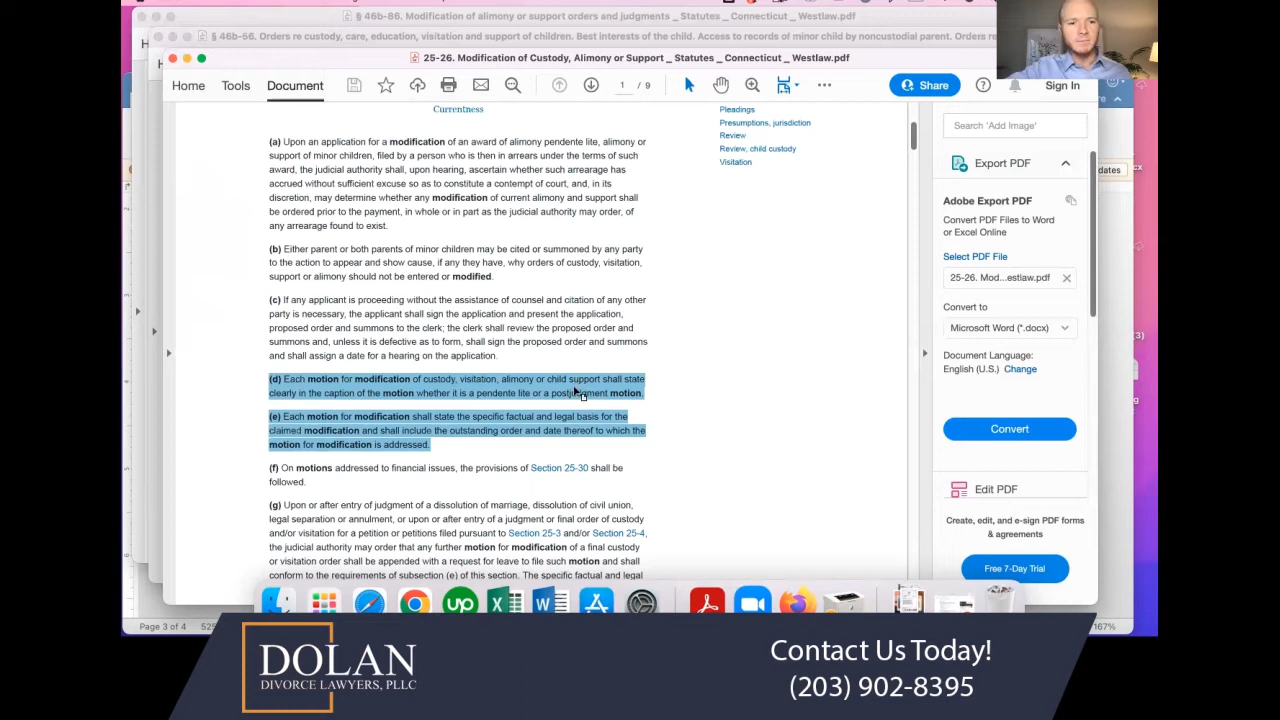 § 46b-86. Modification of alimony or support orders and judgments _ Statutes _ Connecticut _ Westlaw.pdf
§ 46b-56. Orders re custody, care, education, visitation and support of children. Best interests of the child. Access to records of minor child by noncustodial parent.
25-26. Modification of Custody, Alimony or Support _ Statutes _ Connecticut _ Westlaw.pdf
Home Tools Document 1 / 9 Share Sign In
Currentness
(a) Upon an application for a modification of an award of alimony pendente lite, alimony or
support of minor children, filed by a person who is then in arrears under the terms of such
award, the judicial authority shall, upon hearing, ascertain whether such arrearage has
accrued without sufficient excuse so as to constitute a contempt of court, and, in its
discretion, may determine whether any modification of current alimony and support shall
be ordered prior to the payment, in whole or in part as the judicial authority may order, of
any arrearage found to exist.
(b) Either parent or both parents of minor children may be cited or summoned by any party
to the action to appear and show cause, if any they have, why orders of custody, visitation,
support or alimony should not be entered or modified.
(c) If any applicant is proceeding without the assistance of counsel and citation of any other
party is necessary, the applicant shall sign the application and present the application,
proposed order and summons to the clerk; the clerk shall review the proposed order and
summons and, unless it is defective as to form, shall sign the proposed order and summons
and shall assign a date for a hearing on the application.
(d) Each motion for modification of custody, visitation, alimony or child support shall state
clearly in the caption of the motion whether it is a pendente lite or a postjudgment motion.
(e) Each motion for modification shall state the specific factual and legal basis for the
claimed modification and shall include the outstanding order and date thereof to which the
motion for modification is addressed.
(f) On motions addressed to financial issues, the provisions of Section 25-30 shall be
followed.
(g) Upon or after entry of judgment of a dissolution of marriage, dissolution of civil union,
legal separation or annulment, or upon or after entry of a judgment or final order of custody
and/or visitation for a petition or petitions filed pursuant to Section 25-3 and/or Section 25-4,
the judicial authority may order that any further motion for modification of a final custody
or visitation order shall be appended with a request for leave to file such motion and shall
conform to the requirements of subsection (e) of this section. The specific factual and legal
Pleadings
Presumptions, jurisdiction
Review
Review, child custody
Visitation
Search 'Add Image'
Export PDF
Adobe Export PDF
Convert PDF Files to Word
or Excel Online
Select PDF File
25-26. Mod...estlaw.pdf
Convert to
Microsoft Word (*.docx)
Document Language:
English (U.S.) Change
Convert
Edit PDF
Create, edit, and e-sign PDF forms
& agreements
Free 7-Day Trial
Page 3 of 4
167%
DOLAN
DIVORCE LAWYERS, PLLC
Contact Us Today!
(203) 902-8395